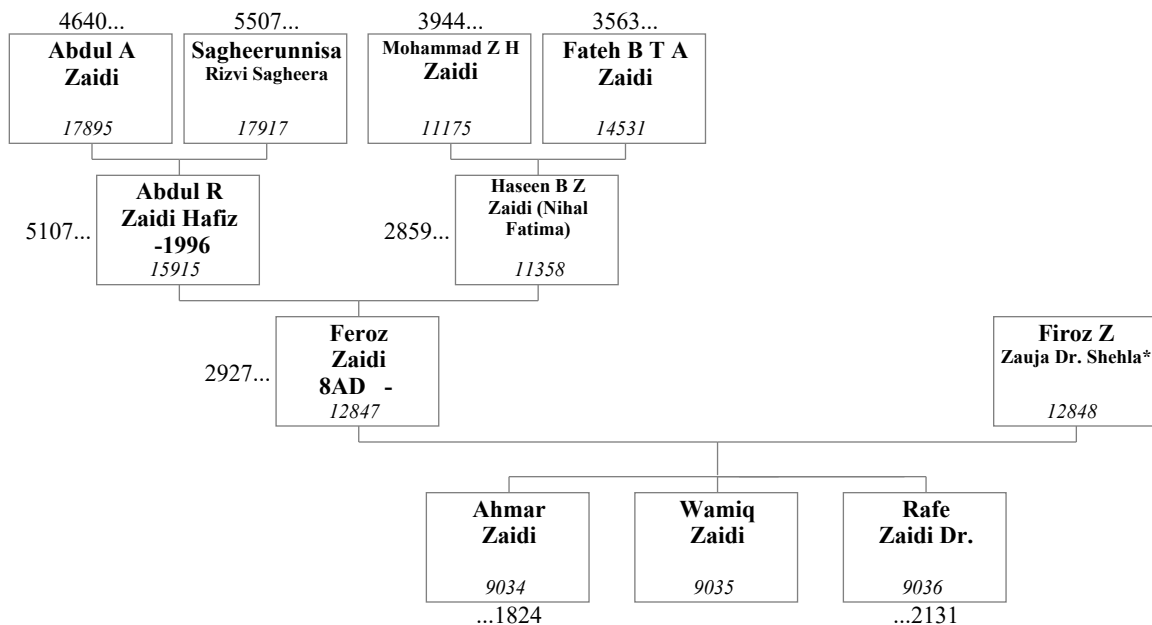 4640...
5507...
3944...
3563...
Abdul A
Zaidi
17895
Sagheerunnisa
Rizvi Sagheera
17917
Mohammad Z H
Zaidi
11175
Fateh B T A
Zaidi
14531
5107...
Abdul R
Zaidi Hafiz
-1996
15915
2859...
Haseen B Z
Zaidi (Nihal
Fatima)
11358
2927...
Feroz
Zaidi
8AD -
12847
Firoz Z
Zauja Dr. Shehla*
12848
Ahmar
Zaidi
9034
...1824
Wamiq
Zaidi
9035
Rafe
Zaidi Dr.
9036
...2131